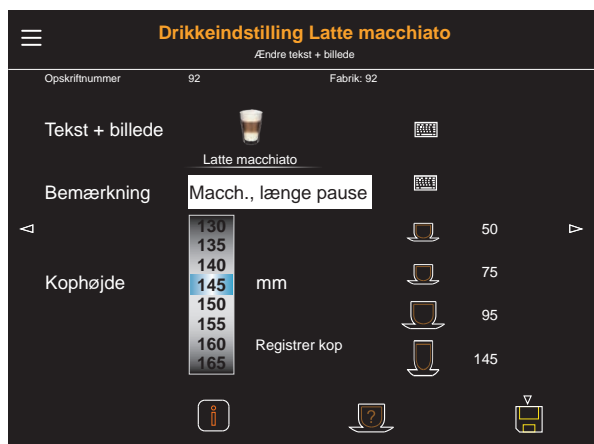 Drikkeindstilling Latte macchiato
Ændre tekst + billede
Opskriftnummer 92 Fabrik: 92
Tekst + billede
Latte macchiato
Bemærkning Macch., længe pause
130
50
135
140
75
Kophøjde 145 mm
150
95
155
160 Registrer kop
145
165
i
?